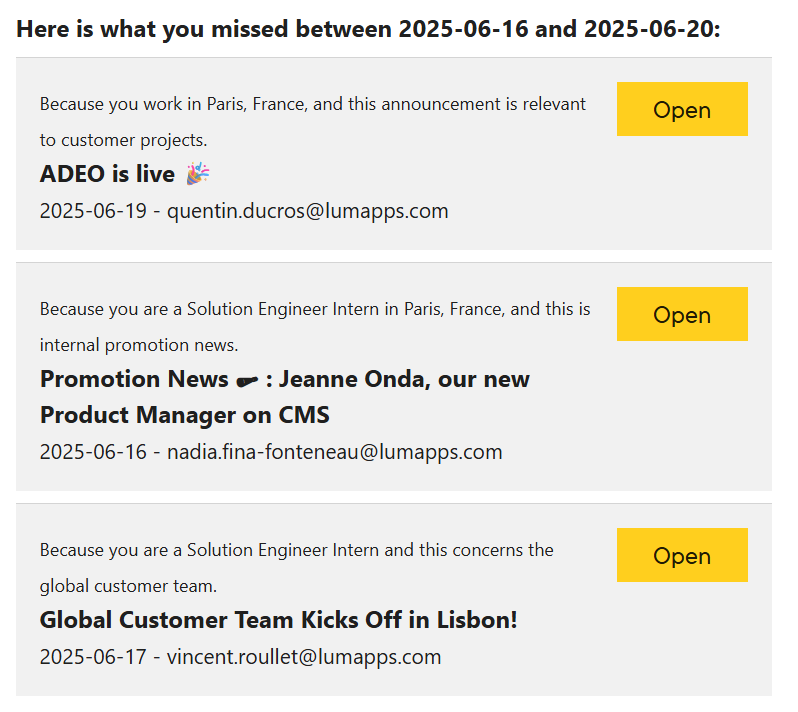 Here is what you missed between 2025-06-16 and 2025-06-20:
Because you work in Paris, France, and this announcement is relevant
to customer projects.
Open
ADEO is live 🎉
2025-06-19 - quentin.ducros@lumapps.com
Because you are a Solution Engineer Intern in Paris, France, and this is
internal promotion news.
Open
Promotion News : Jeanne Onda, our new
Product Manager on CMS
2025-06-16 - nadia.fina-fonteneau@lumapps.com
Because you are a Solution Engineer Intern and this concerns the
global customer team.
Open
Global Customer Team Kicks Off in Lisbon!
2025-06-17 - vincent.roullet@lumapps.com